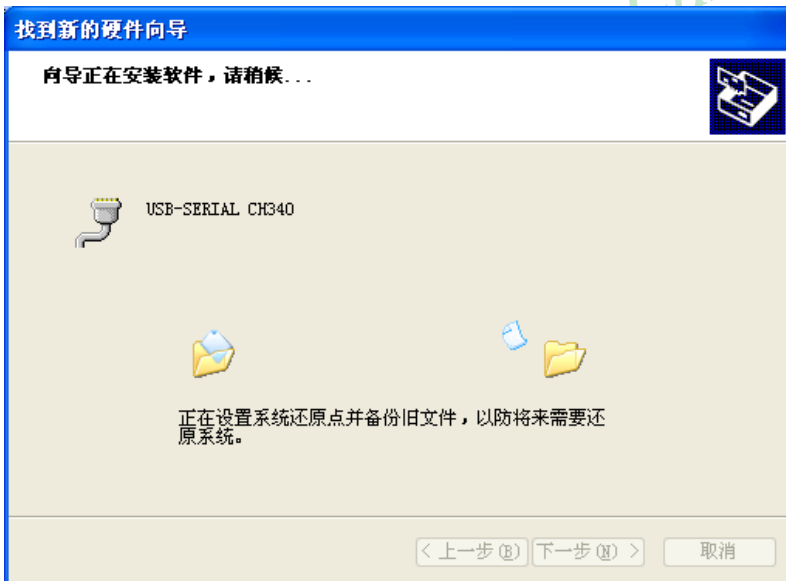 找到新的硬件向导
向导正在安装软件，请稍候...
USB-SERIAL CH340
正在设置系统还原点并备份旧文件，以防将来需要还
原系统。
< 上一步(B) 下一步(N) > 取消